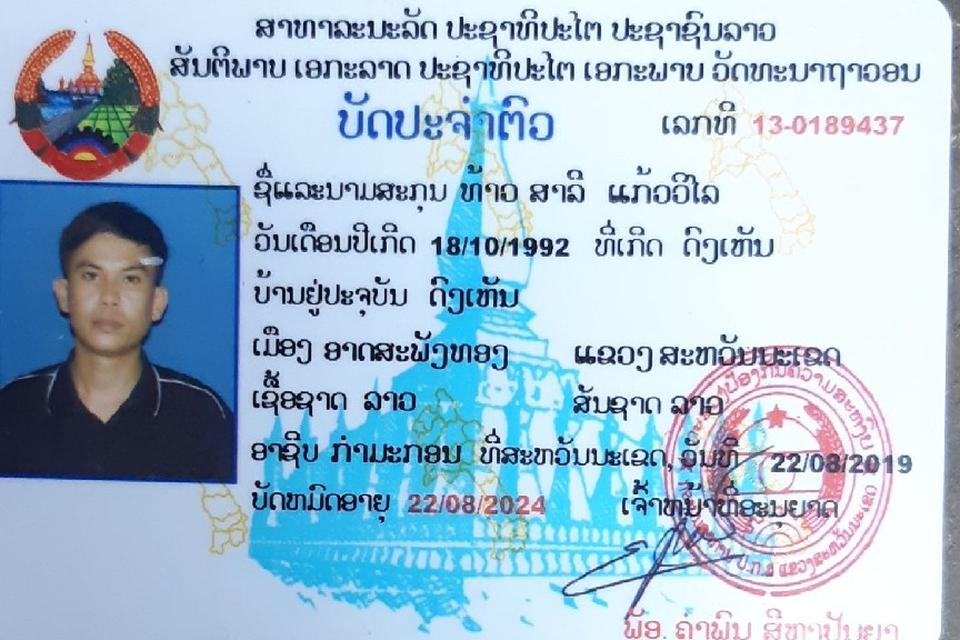 ສາທາລະນະລັດ ປະຊາທິປະໄຕ ປະຊາຊົນລາວ
ສັນຕິພາບ ເອກະລາດ ປະຊາທິປະໄຕ ເອກະພາບ ວັດທະນາຖາວອນ
ບັດປະຈຳຕົວ ເລກທີ 13-0189437
ຊື່ແລະນາມສະກຸນ ທ້າວ ສາລິ ແກ້ວວິໄລ
ວັນເດືອນປີເກີດ 18/10/1992 ທີ່ເກີດ ດົງເຫັນ
ບ້ານຢູ່ປະຈຸບັນ ດົງເຫັນ
ເມືອງ ອາດສະພັງທອງ ແຂວງ ສະຫວັນນະເຂດ
ເຊື້ອຊາດ ລາວ ສັນຊາດ ລາວ
ອາຊີບ ກຳມະກອນ ທີ່ສະຫວັນນະເຂດ, ວັນທີ 22/08/2019
ບັດຫມົດອາຍຸ 22/08/2024 ເຈົ້າຫນ້າທີ່ອະນຸຍາດ
ພັອ. ຄຳພົນ ສີຫາປັນຍາ